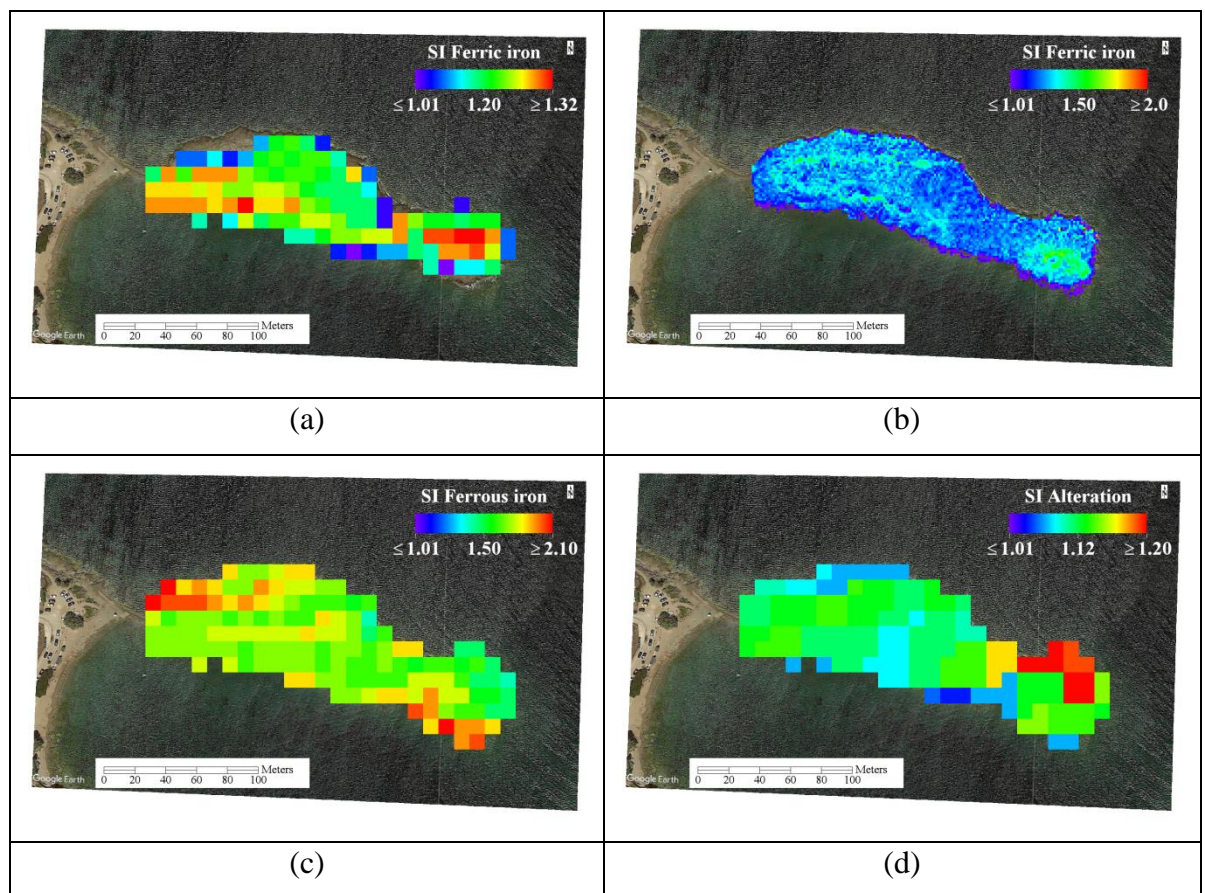 SI Ferric iron
N
≤ 1.01 1.20 ≥ 1.32
Google Earth
Meters
0 20 40 60 80 100
(a)
SI Ferric iron
N
≤ 1.01 1.50 ≥ 2.0
Google Earth
Meters
0 20 40 60 80 100
(b)
SI Ferrous iron
N
≤ 1.01 1.50 ≥ 2.10
Google Earth
Meters
0 20 40 60 80 100
(c)
SI Alteration
N
≤ 1.01 1.12 ≥ 1.20
Google Earth
Meters
0 20 40 60 80 100
(d)